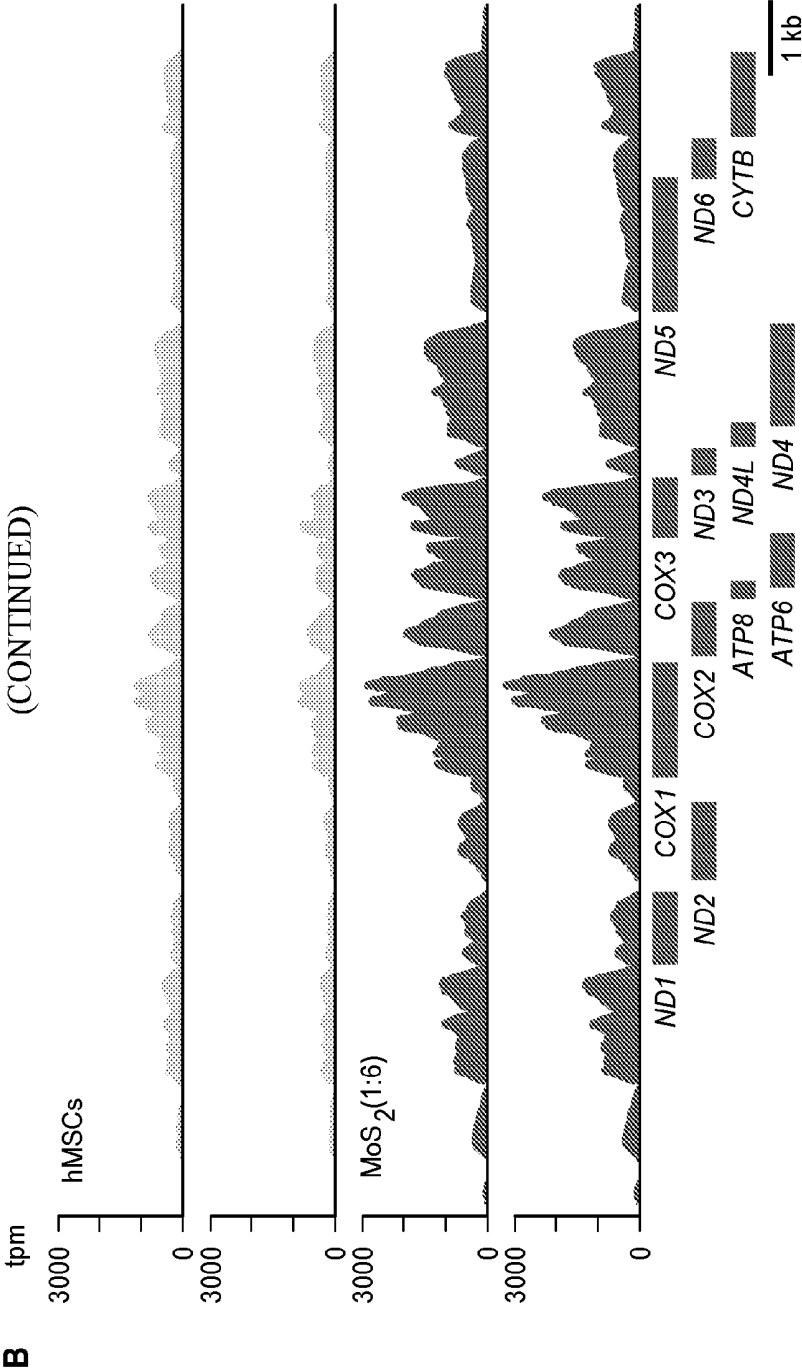 (CONTINUED)
B
tpm
3000
0
hMSCs
3000
0
3000
0
MoS2(1:6)
3000
0
ND1
COX1
COX3
ND5
ND2
COX2
ND3
ND6
ATP8
ND4L
CYTB
ATP6
ND4
1 kb